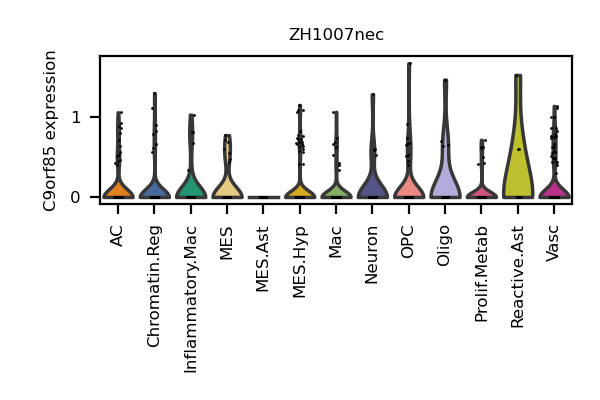 ZH1007nec
C9orf85 expression
1
0
AC
Chromatin.Reg
Inflammatory.Mac
MES
MES.Ast
MES.Hyp
Mac
Neuron
OPC
Oligo
Prolif.Metab
Reactive.Ast
Vasc